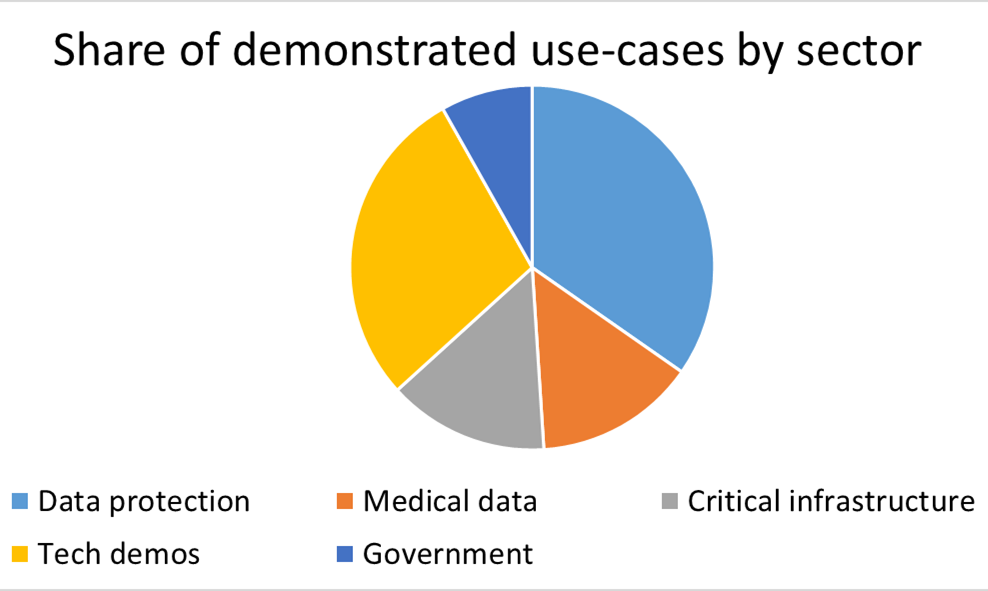 Share of demonstrated use-cases by sector
Data protection Medical data Critical infrastructure
Tech demos Government